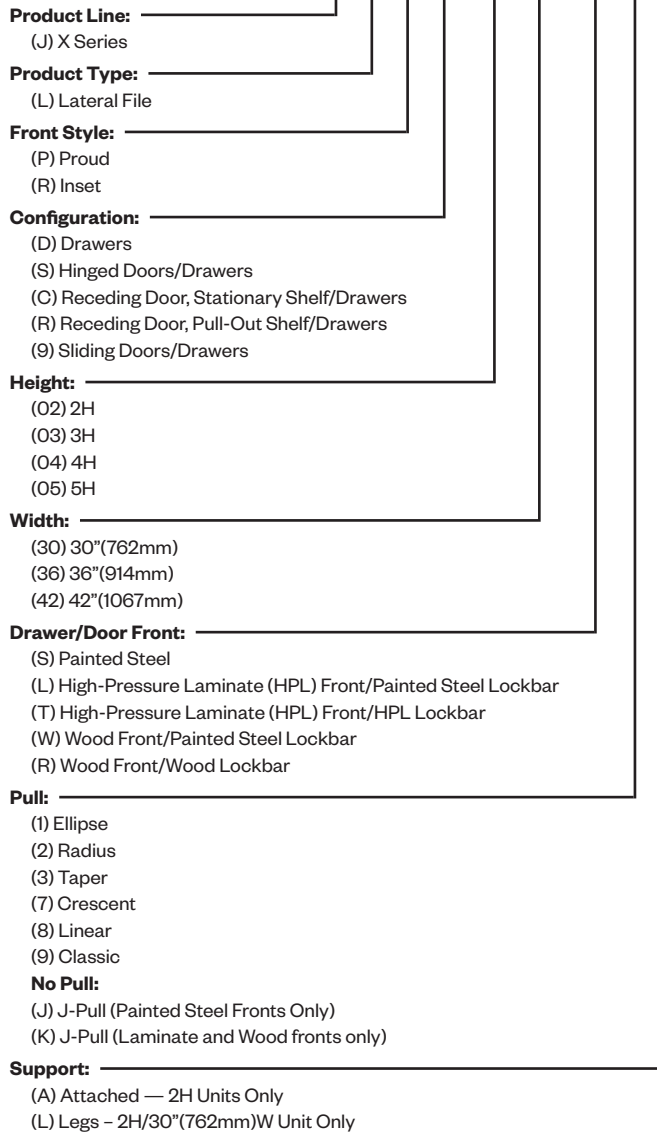 Product Line:
(J) X Series
Product Type:
(L) Lateral File
Front Style:
(P) Proud
(R) Inset
Configuration:
(D) Drawers
(S) Hinged Doors/Drawers
(C) Receding Door, Stationary Shelf/Drawers
(R) Receding Door, Pull-Out Shelf/Drawers
(9) Sliding Doors/Drawers
Height:
(02) 2H
(03) 3H
(04) 4H
(05) 5H
Width:
(30) 30”(762mm)
(36) 36”(914mm)
(42) 42”(1067mm)
Drawer/Door Front:
(S) Painted Steel
(L) High-Pressure Laminate (HPL) Front/Painted Steel Lockbar
(T) High-Pressure Laminate (HPL) Front/HPL Lockbar
(W) Wood Front/Painted Steel Lockbar
(R) Wood Front/Wood Lockbar
Pull:
(1) Ellipse
(2) Radius
(3) Taper
(7) Crescent
(8) Linear
(9) Classic
No Pull:
(J) J-Pull (Painted Steel Fronts Only)
(K) J-Pull (Laminate and Wood fronts only)
Support:
(A) Attached — 2H Units Only
(L) Legs – 2H/30”(762mm)W Unit Only